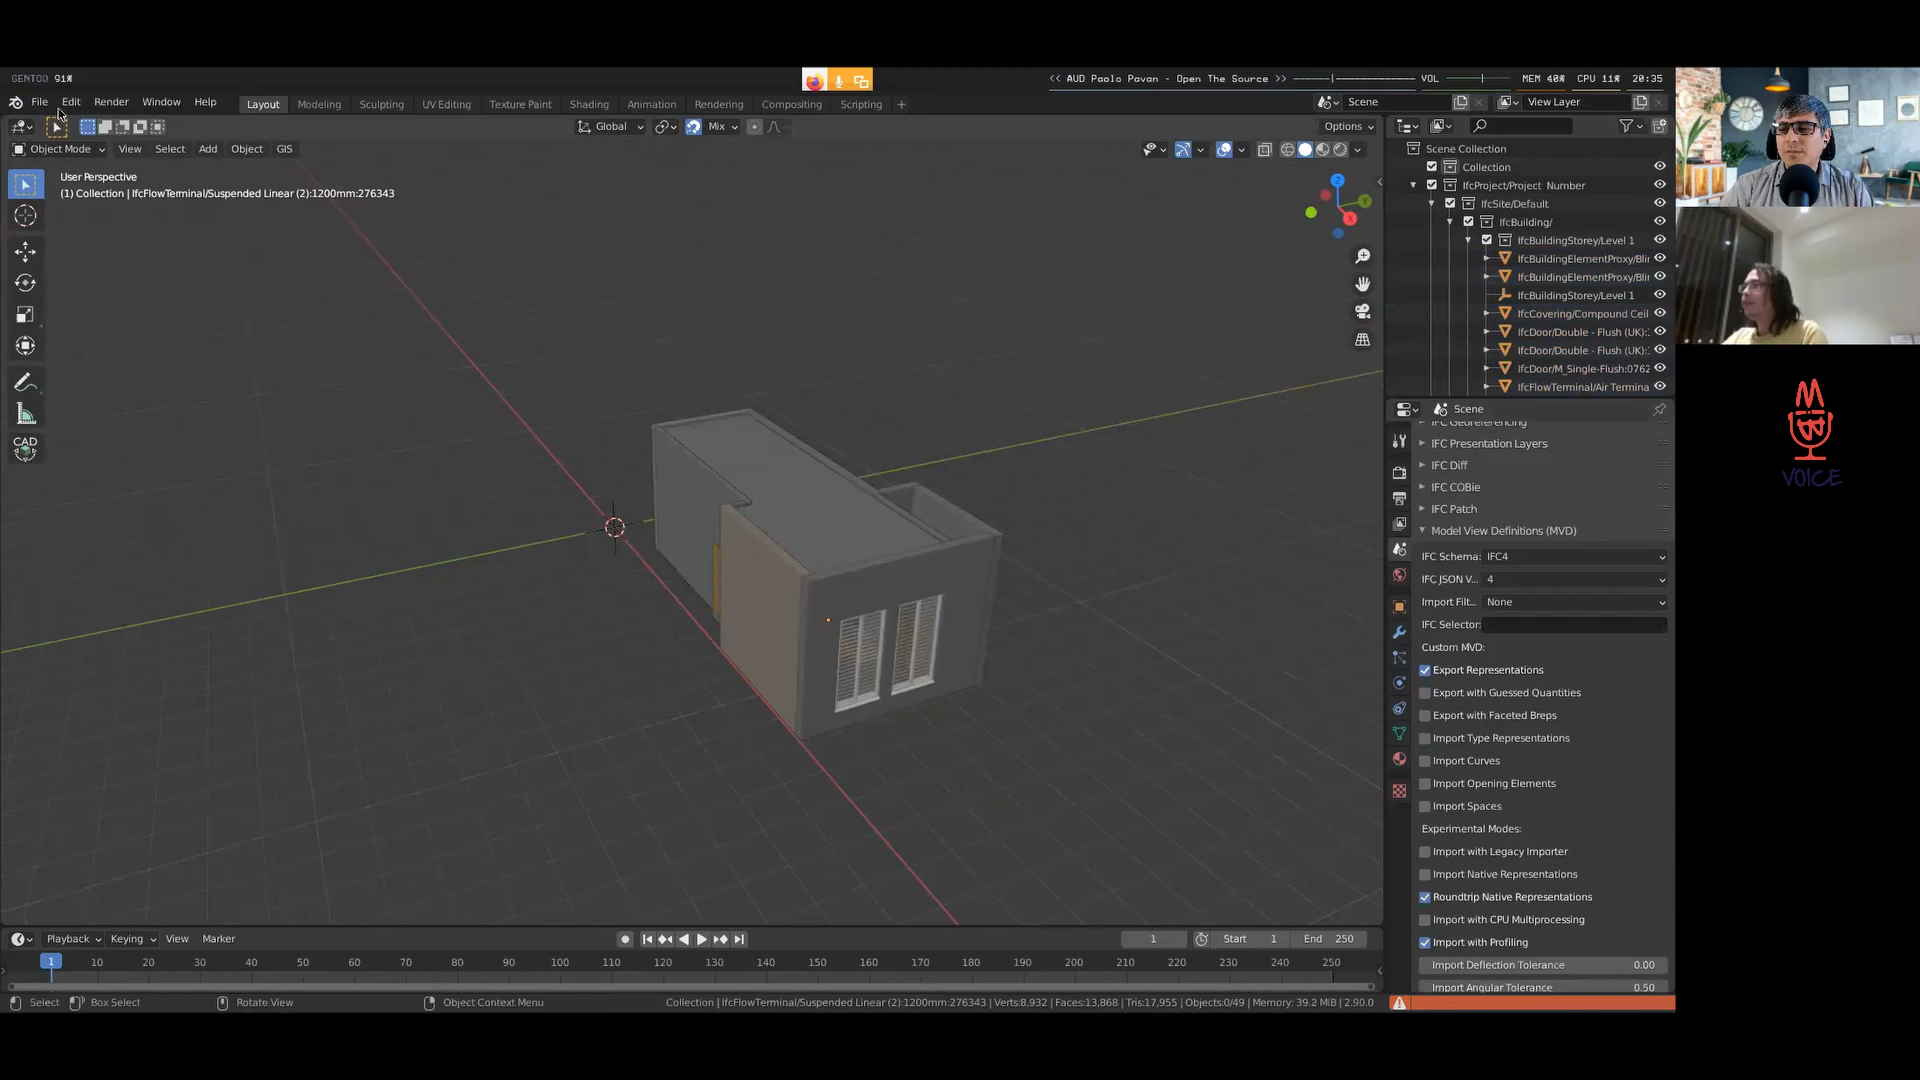 GENTOO 91%
<< AUD Paolo Pavan - Open The Source >>
VOL
MEM 40% CPU 11% 20:35
File Edit Render Window Help
Layout Modeling Sculpting UV Editing Texture Paint Shading Animation Rendering Compositing Scripting +
Scene
View Layer
Global
Mix
Options
Object Mode View Select Add Object GIS
User Perspective
(1) Collection | IfcFlowTerminal/Suspended Linear (2):1200mm:276343
Z
Y
X
CAD
Scene Collection
Collection
IfcProject/Project Number
IfcSite/Default
IfcBuilding/
IfcBuildingStorey/Level 1
IfcBuildingElementProxy/Blin
IfcBuildingElementProxy/Blin
IfcBuildingStorey/Level 1
IfcCovering/Compound Ceil
IfcDoor/Double - Flush (UK):
IfcDoor/Double - Flush (UK):
IfcDoor/M_Single-Flush:0762
IfcFlowTerminal/Air Termina
Scene
IFC Georeferencing
IFC Presentation Layers
IFC Diff
IFC COBie
IFC Patch
Model View Definitions (MVD)
IFC Schema: IFC4
IFC JSON V... 4
Import Filt... None
IFC Selector:
Custom MVD:
Export Representations
Export with Guessed Quantities
Export with Faceted Breps
Import Type Representations
Import Curves
Import Opening Elements
Import Spaces
Experimental Modes:
Import with Legacy Importer
Import Native Representations
Roundtrip Native Representations
Import with CPU Multiprocessing
Import with Profiling
Import Deflection Tolerance 0.00
Import Angular Tolerance 0.50
VOICE
Playback Keying View Marker
1 Start 1 End 250
1 10 20 30 40 50 60 70 80 90 100 110 120 130 140 150 160 170 180 190 200 210 220 230 240 250
Select Box Select Rotate View Object Context Menu
Collection | IfcFlowTerminal/Suspended Linear (2):1200mm:276343 | Verts:8,932 | Faces:13,868 | Tris:17,955 | Objects:0/49 | Memory: 39.2 MiB | 2.90.0